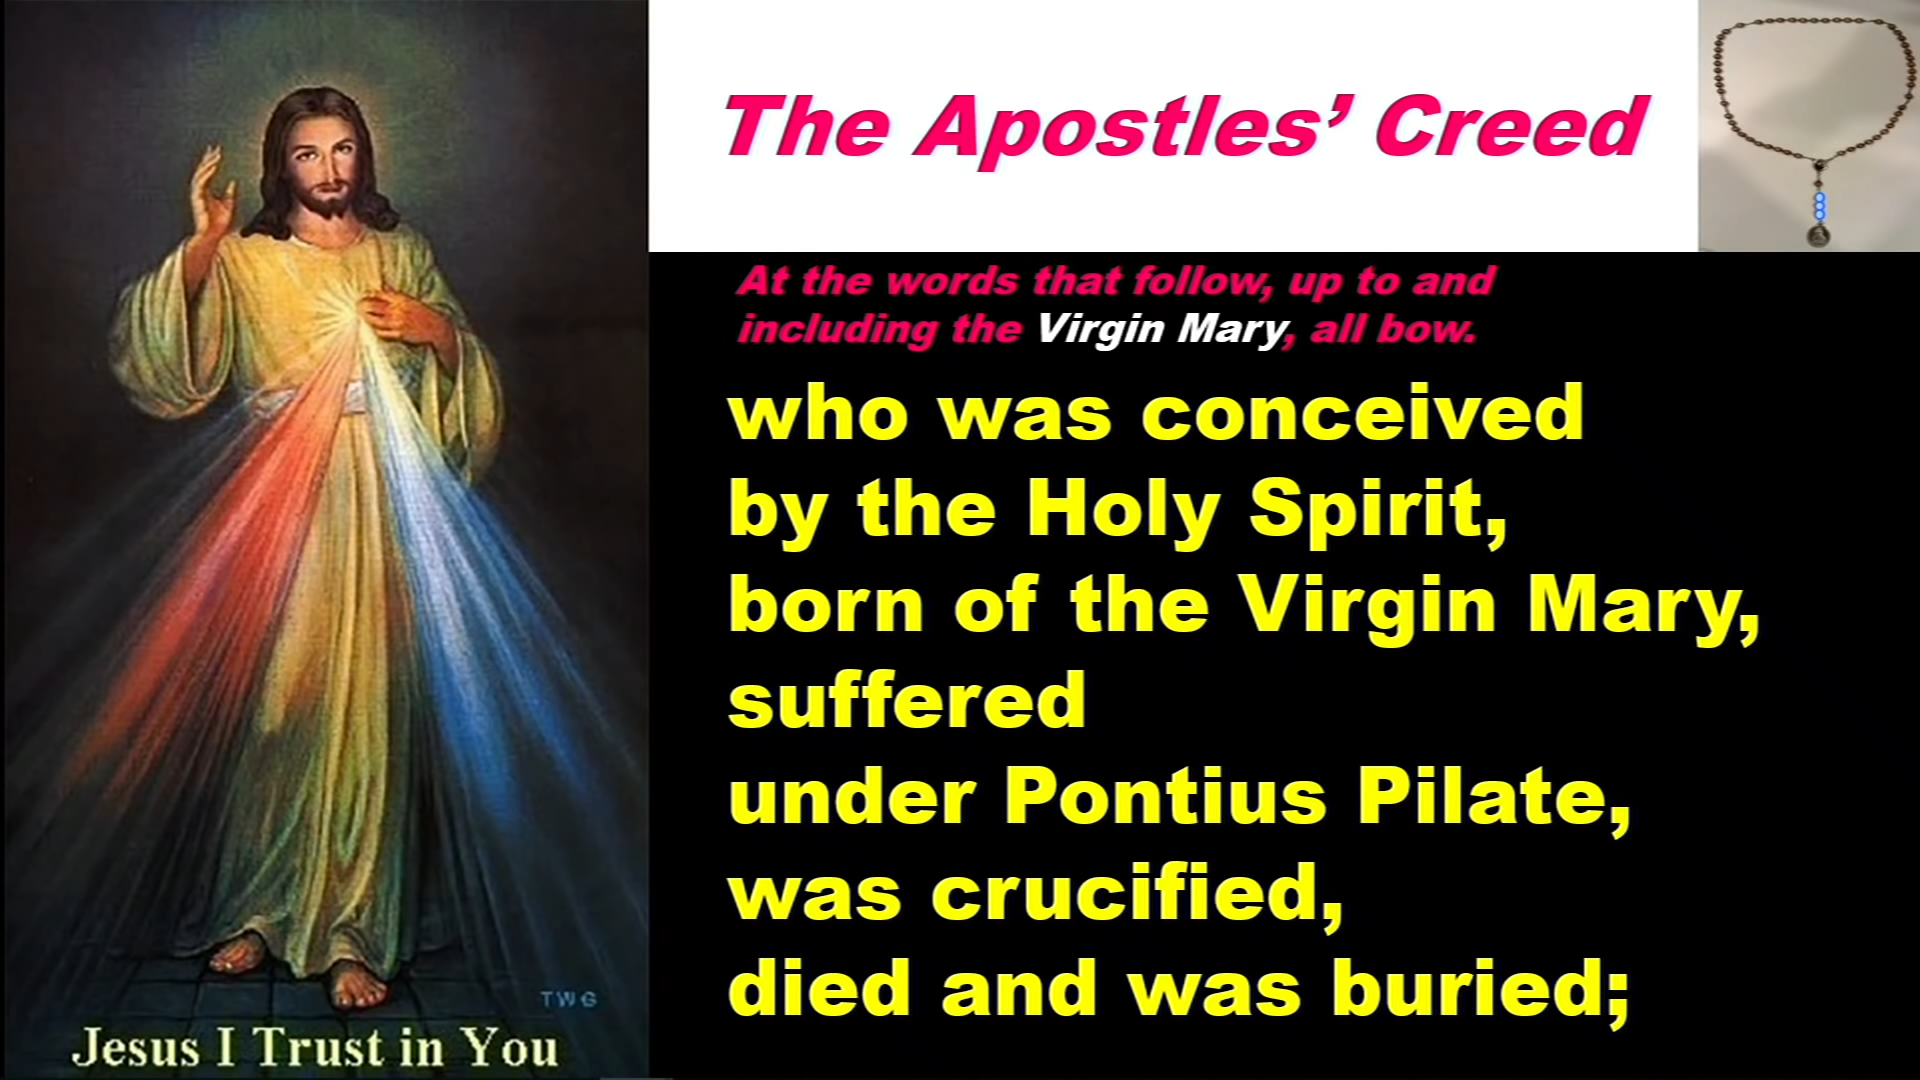 The Apostles’ Creed
At the words that follow, up to and
including the Virgin Mary, all bow.
who was conceived
by the Holy Spirit,
born of the Virgin Mary,
suffered
under Pontius Pilate,
was crucified,
died and was buried;
TWG
Jesus I Trust in You